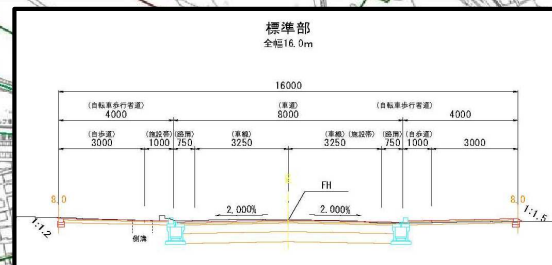 標準部
全幅16.0m
16000
(自転車歩行者道) (車道) (自転車歩行者道)
4000 8000 4000
(自歩道) (施設帯) (路肩) (車線) (車線) (施設帯) (路肩) (自歩道)
3000 1000 750 3250 3250 750 1000 3000
FH
8.0 2.000% 2.000% 8.0
1:1.2 側溝 1:1.5